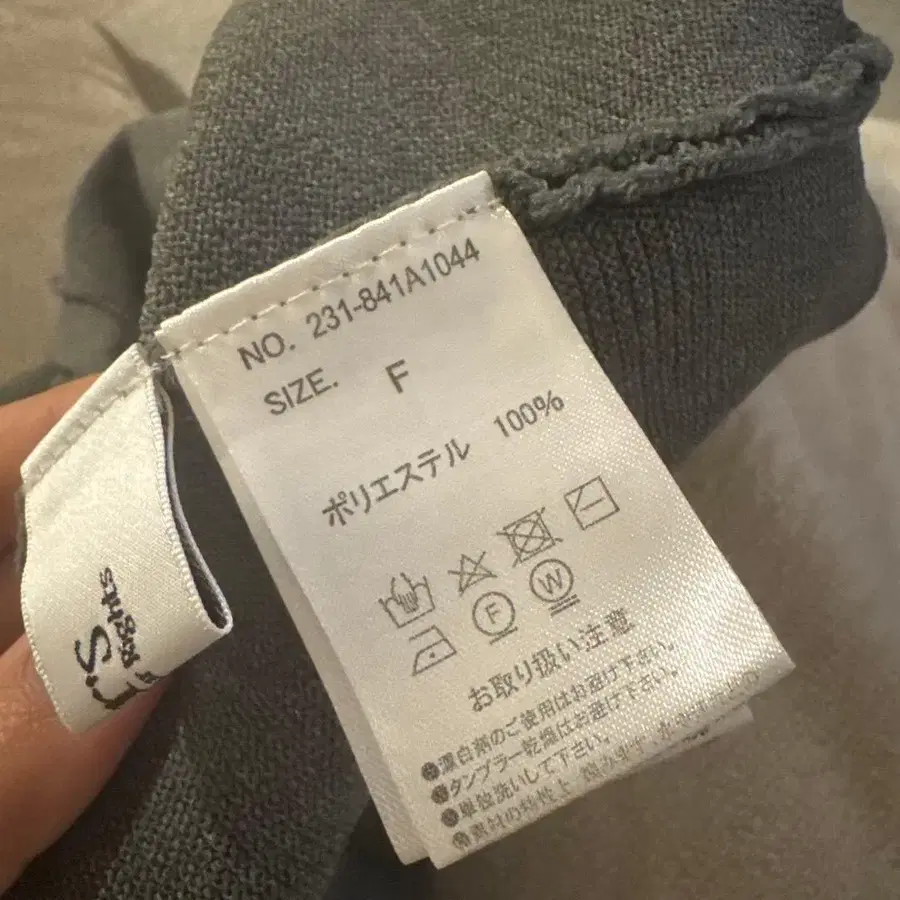 NO. 231-841A1044
SIZE. F
ポリエステル 100%
F W
お取り扱い注意
●漂白剤のご使用はお避け下さい。
●タンブラー乾燥はお避け下さい。
●単独洗いして下さい。